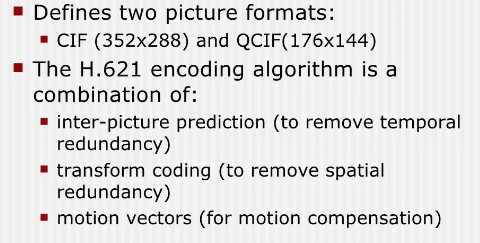 Defines two picture formats:
CIF (352x288) and QCIF(176x144)
The H.621 encoding algorithm is a
combination of:
inter-picture prediction (to remove temporal
redundancy)
transform coding (to remove spatial
redundancy)
motion vectors (for motion compensation)